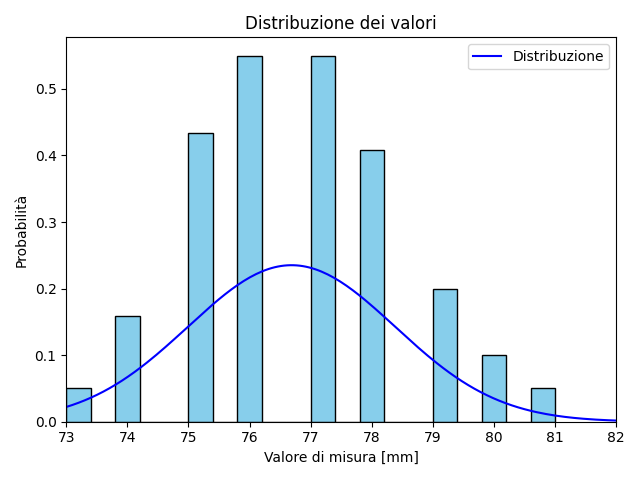 Distribuzione dei valori
Distribuzione
Probabilità
0.5
0.4
0.3
0.2
0.1
0.0
73 74 75 76 77 78 79 80 81 82
Valore di misura [mm]